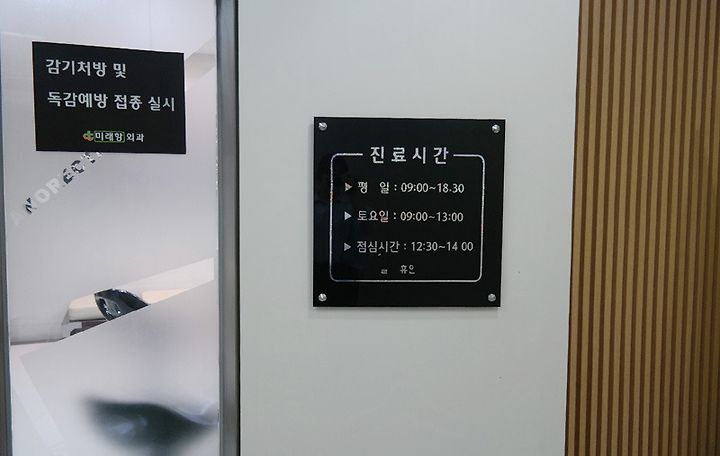 감기처방 및
독감예방 접종 실시
미래항 외과
진료시간
▶ 평 일 : 09:00~18.30
▶ 토요일 : 09:00~13:00
▶ 점심시간 : 12:30~14 00